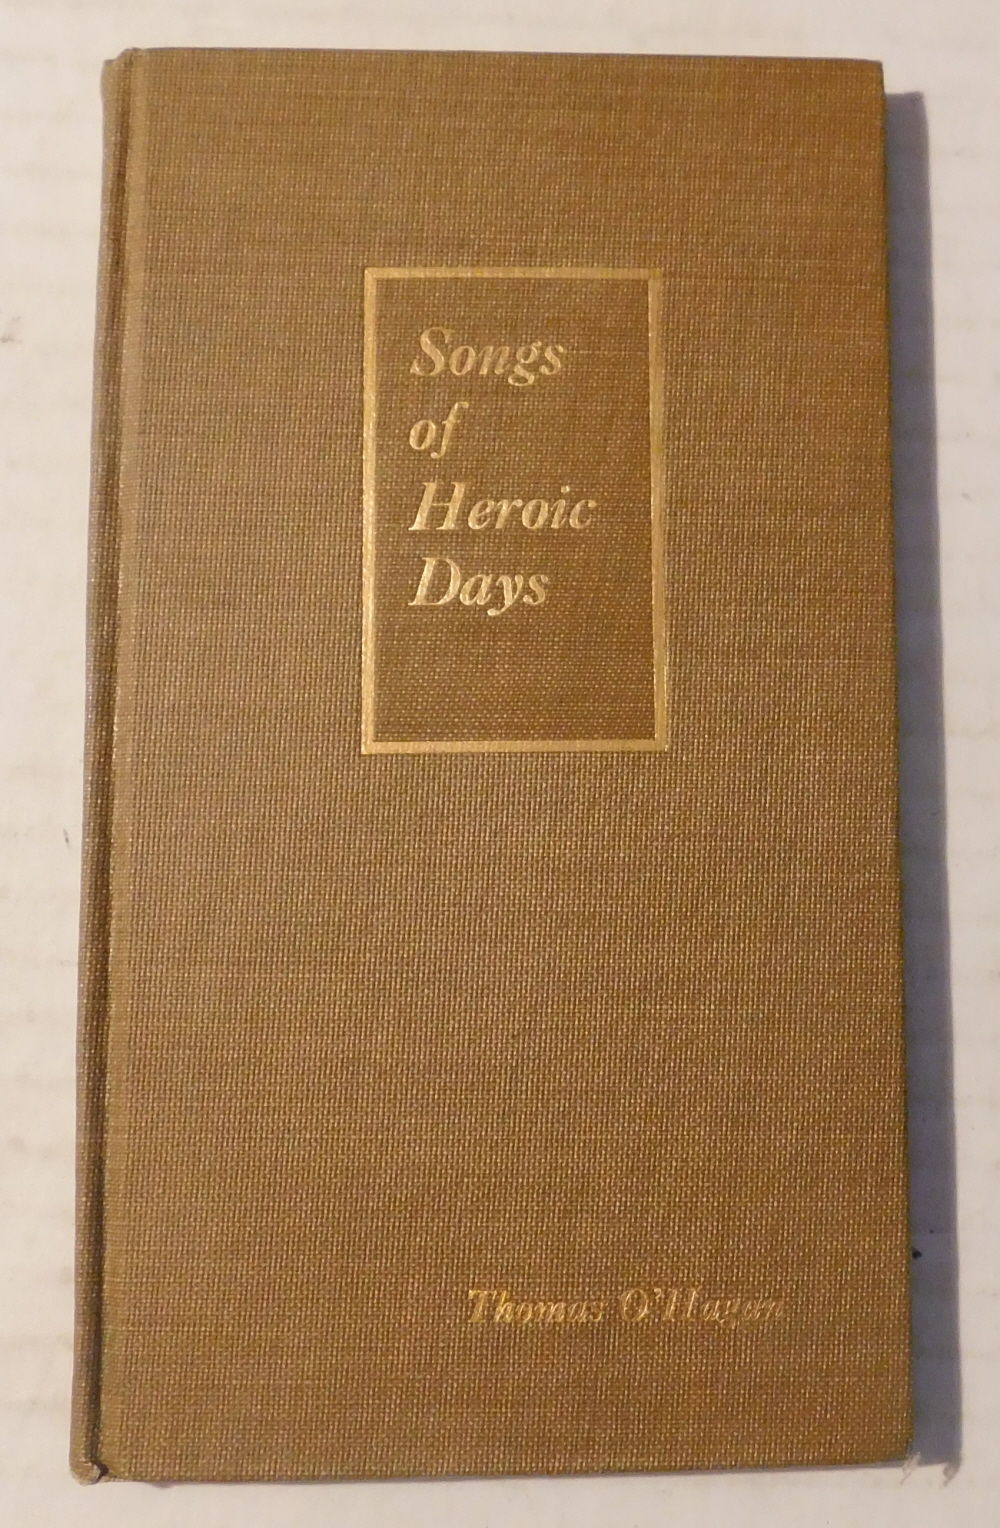 Songs
of
Heroic
Days
Thomas O'Hagan